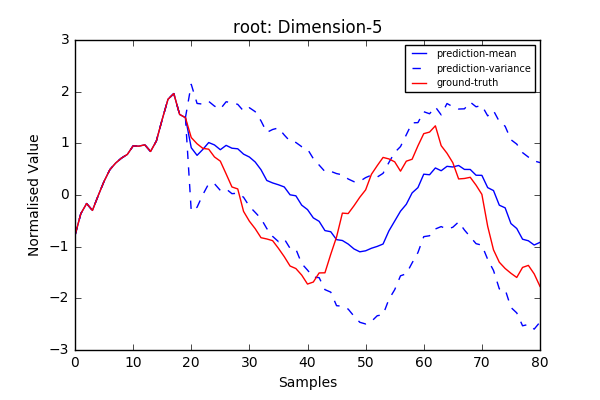 root: Dimension-5
3
2
1
0
−1
−2
−3
Normalised Value
prediction-mean
prediction-variance
ground-truth
0 10 20 30 40 50 60 70 80
Samples